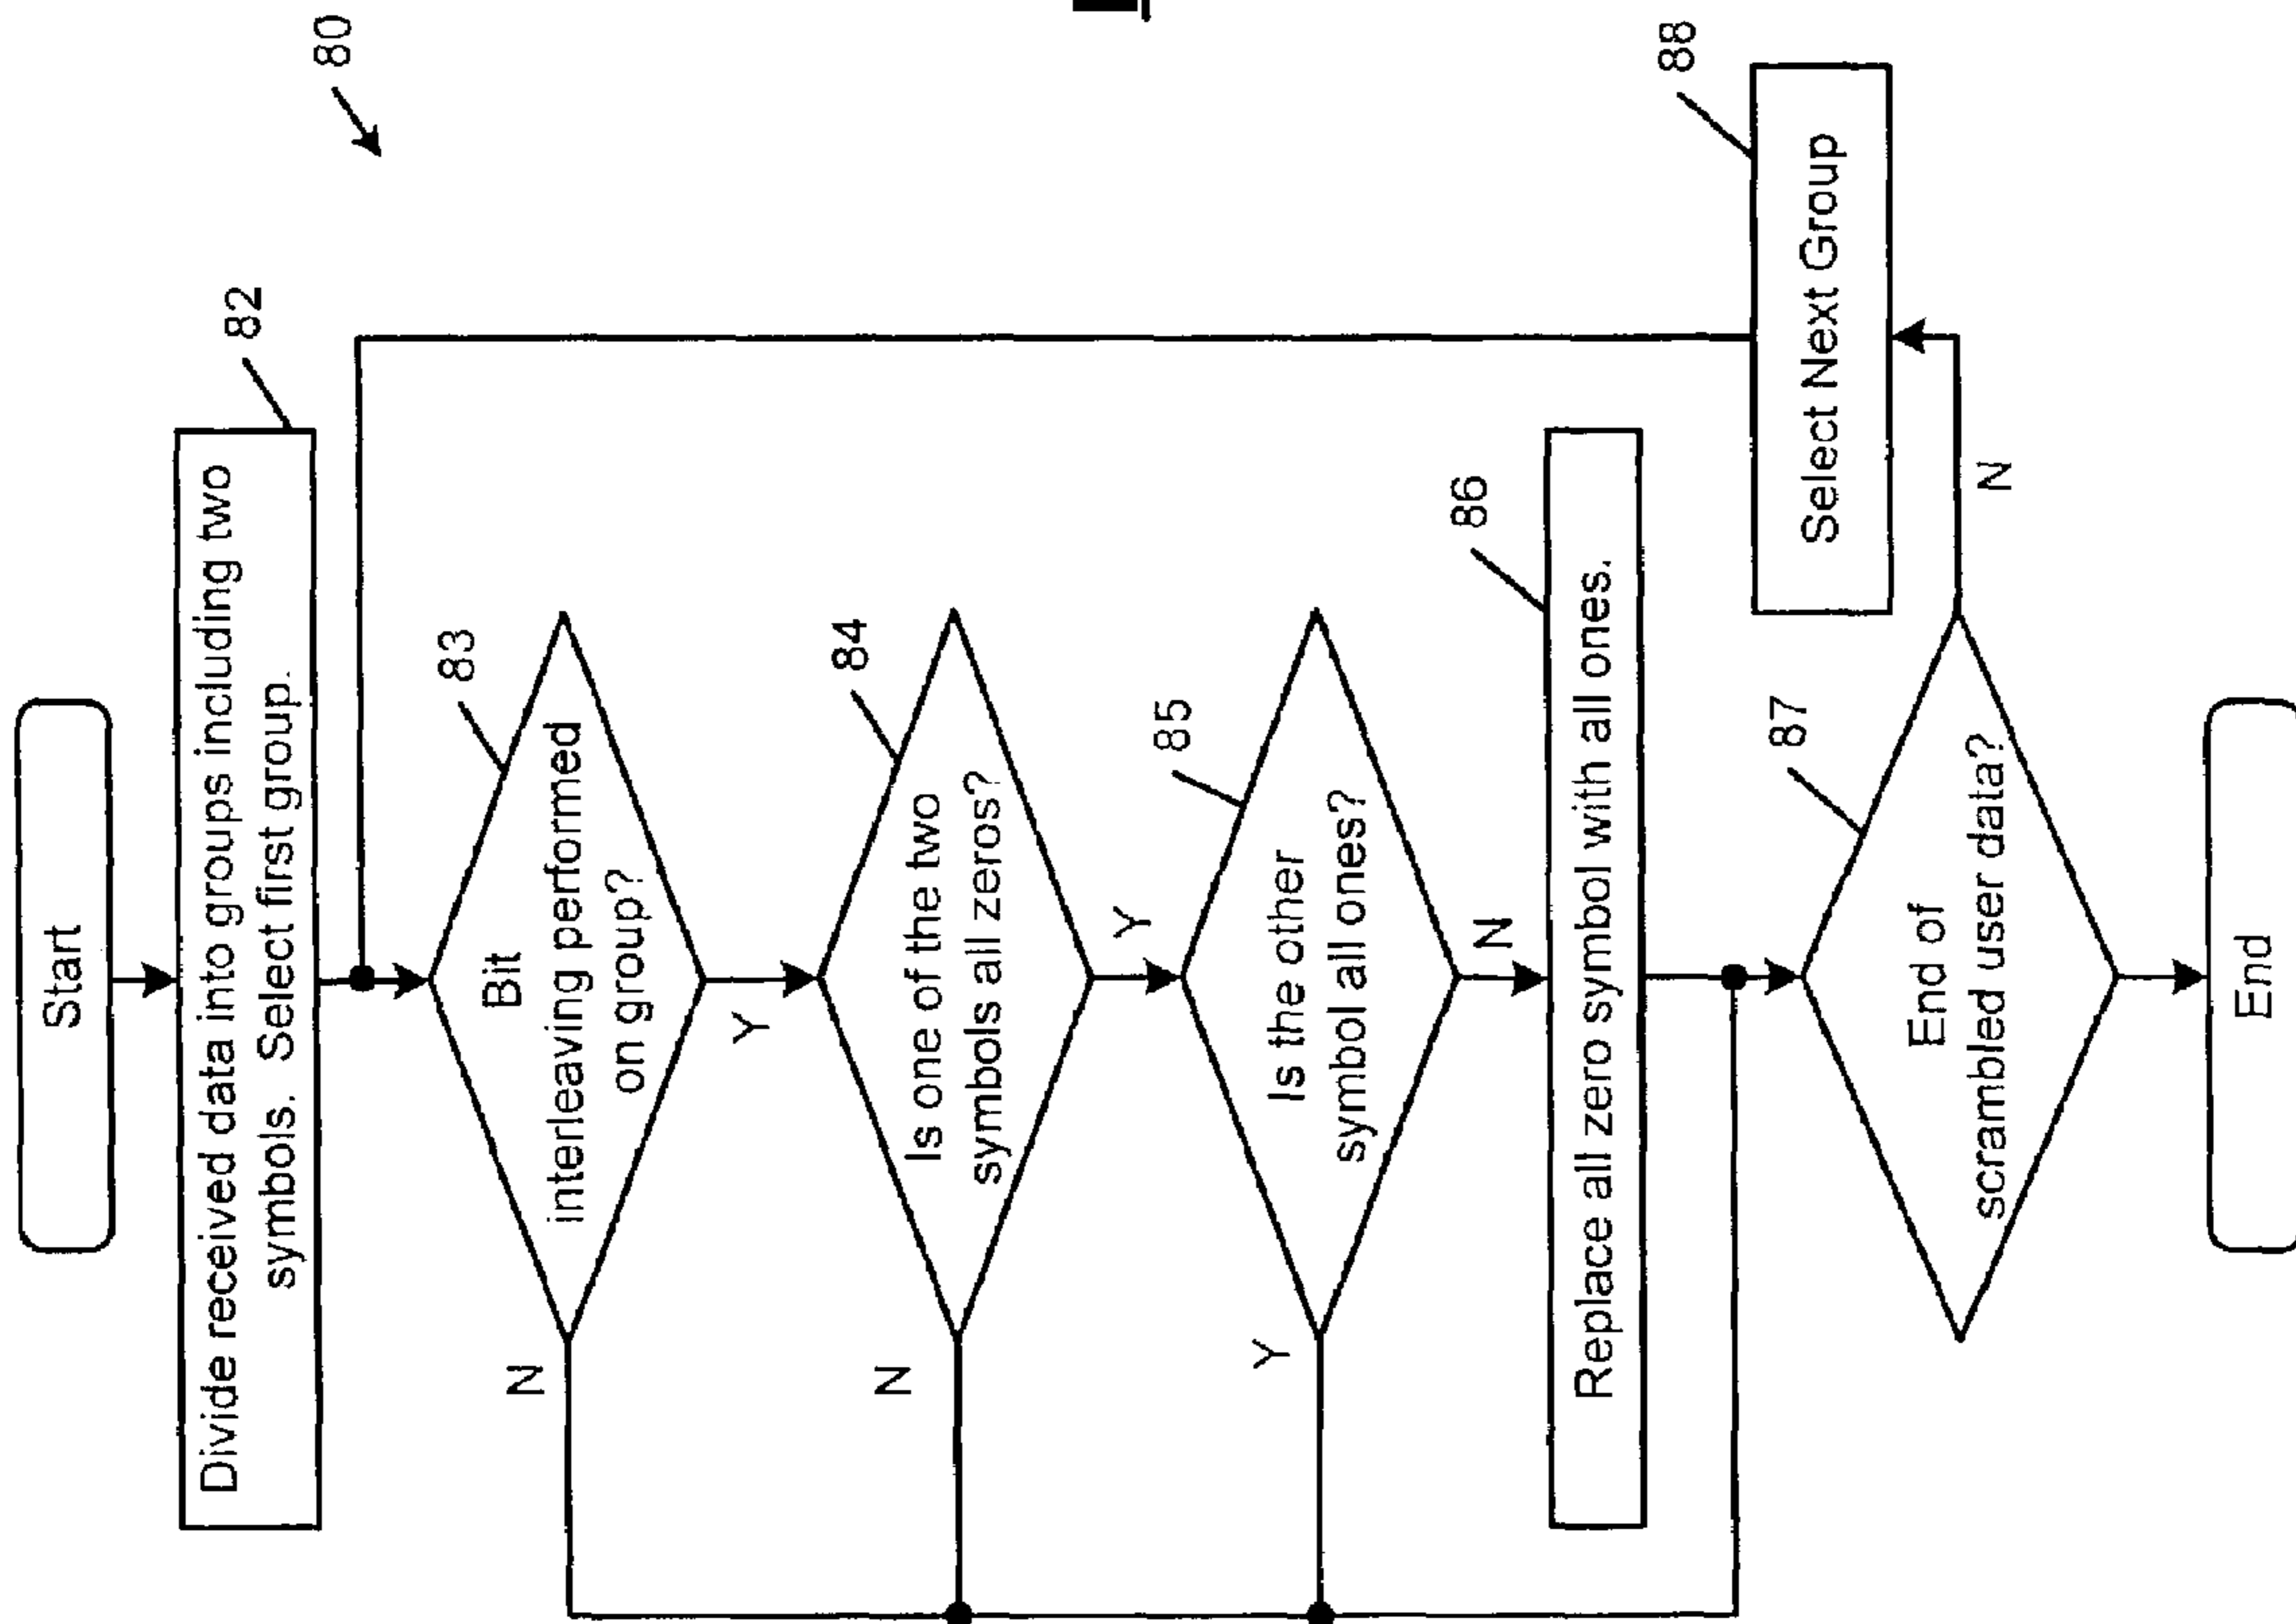 80
Start
82
Divide received data into groups including two
symbols. Select first group.
83
Bit
interleaving performed
on group?
N
Y
84
Is one of the two
symbols all zeros?
N
Y
85
Is the other
symbol all ones?
Y
N
86
Replace all zero symbol with all ones.
87
End of
scrambled user data?
N
88
Select Next Group
End